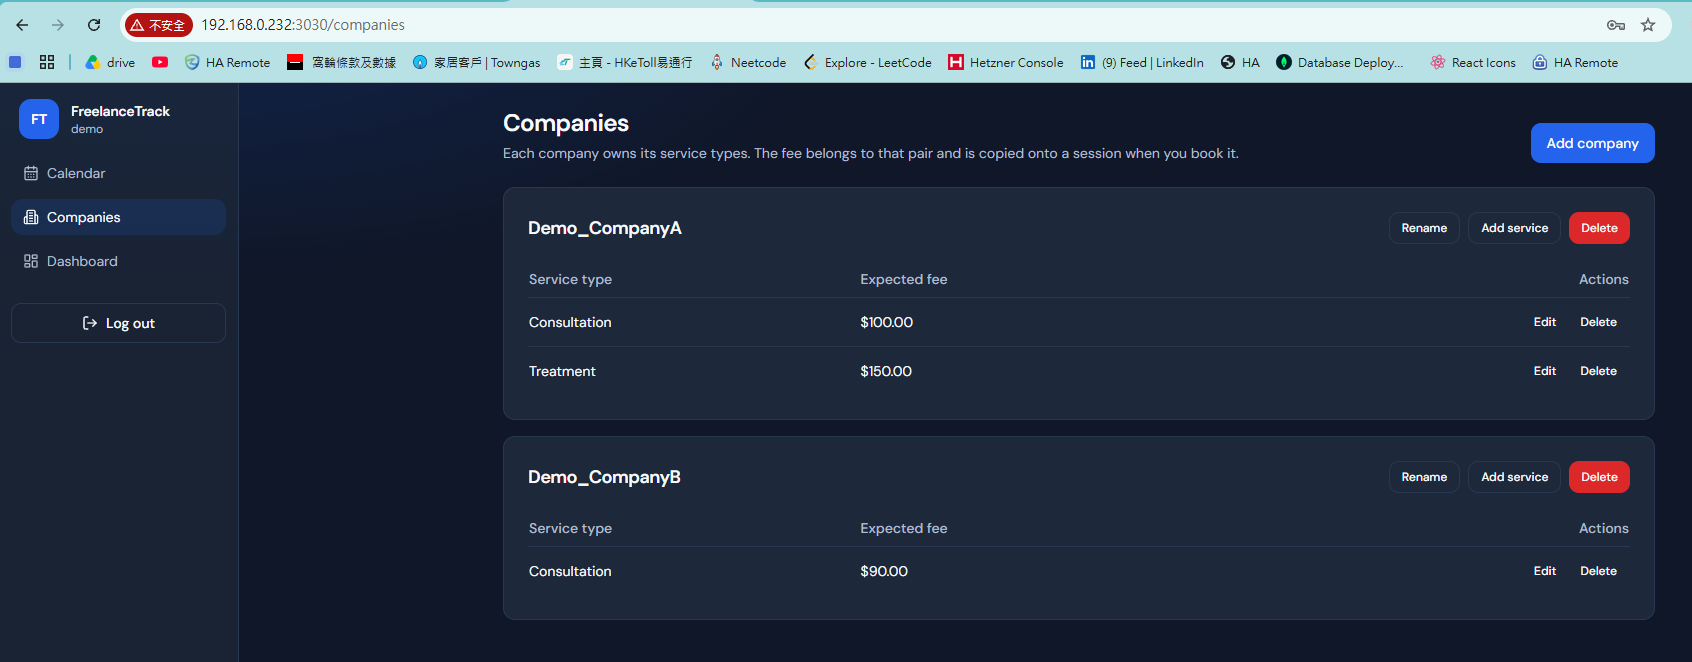 不安全 192.168.0.232:3030/companies
drive HA Remote 窩輪條款及數據 家居客戶 | Towngas 主頁 - HKeToll易通行 Neetcode Explore - LeetCode Hetzner Console (9) Feed | LinkedIn HA Database Deploy... React Icons HA Remote
FT FreelanceTrack
demo
Calendar
Companies
Dashboard
Log out
Companies
Each company owns its service types. The fee belongs to that pair and is copied onto a session when you book it.
Add company
Demo_CompanyA Rename Add service Delete
Service type Expected fee Actions
Consultation $100.00 Edit Delete
Treatment $150.00 Edit Delete
Demo_CompanyB Rename Add service Delete
Service type Expected fee Actions
Consultation $90.00 Edit Delete